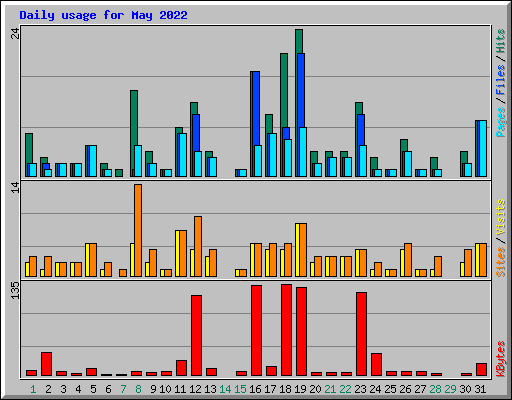 Daily usage for May 2022
24
14
135
Pages / Files / Hits
Sites / Visits
KBytes
1 2 3 4 5 6 7 8 9 10 11 12 13 14 15 16 17 18 19 20 21 22 23 24 25 26 27 28 29 30 31